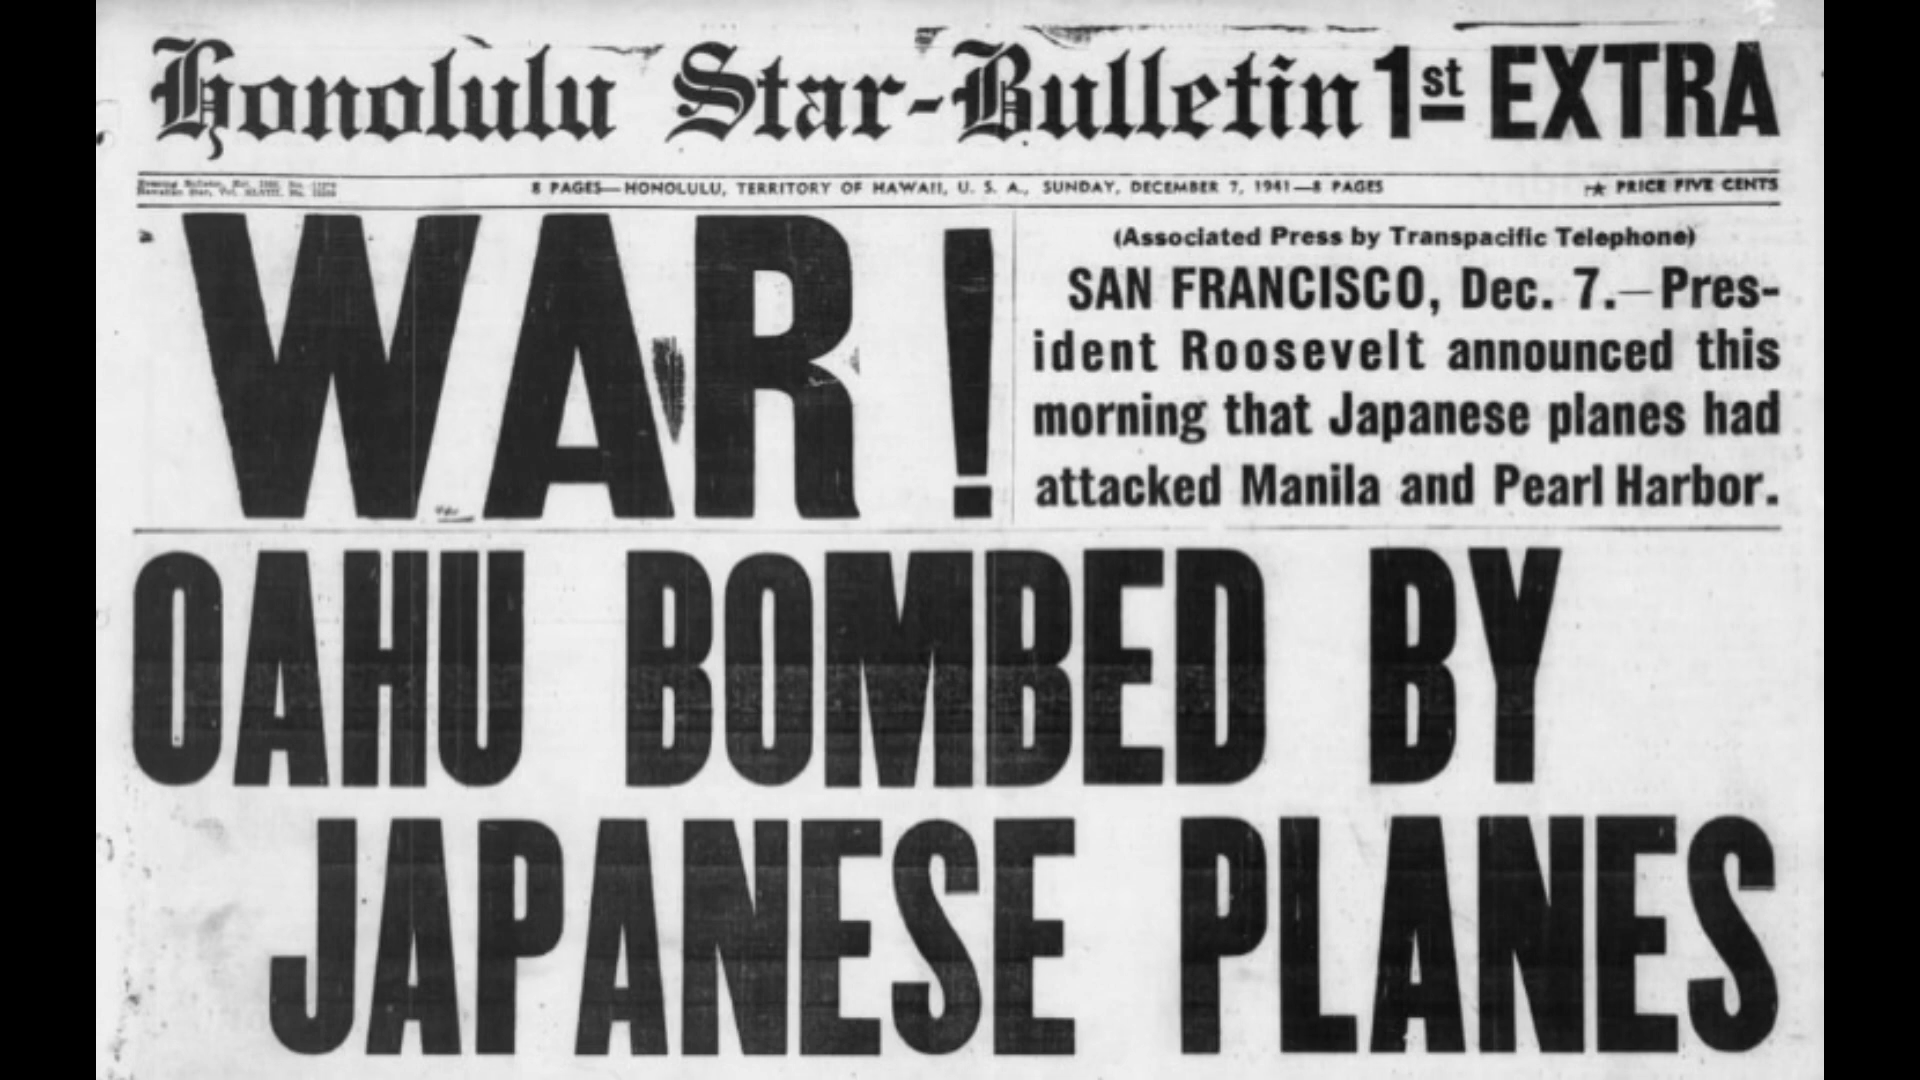 Honolulu Star-Bulletin 1st EXTRA
8 PAGES—HONOLULU, TERRITORY OF HAWAII, U. S. A., SUNDAY, DECEMBER 7, 1941—8 PAGES
★ PRICE FIVE CENTS
WAR!
(Associated Press by Transpacific Telephone)
SAN FRANCISCO, Dec. 7.—Pres-
ident Roosevelt announced this
morning that Japanese planes had
attacked Manila and Pearl Harbor.
OAHU BOMBED BY
JAPANESE PLANES